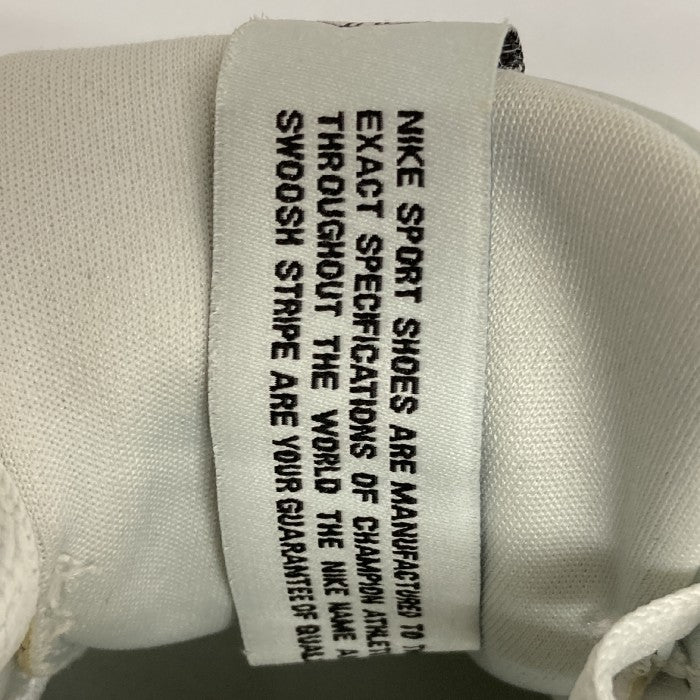 NIKE SPORT SHOES ARE MANUFACTURED TO
EXACT SPECIFICATIONS OF CHAMPION
THROUGHOUT THE WORLD THE NIKE NAME
SWOOSH STRIPE ARE YOUR GUARANTEE OF